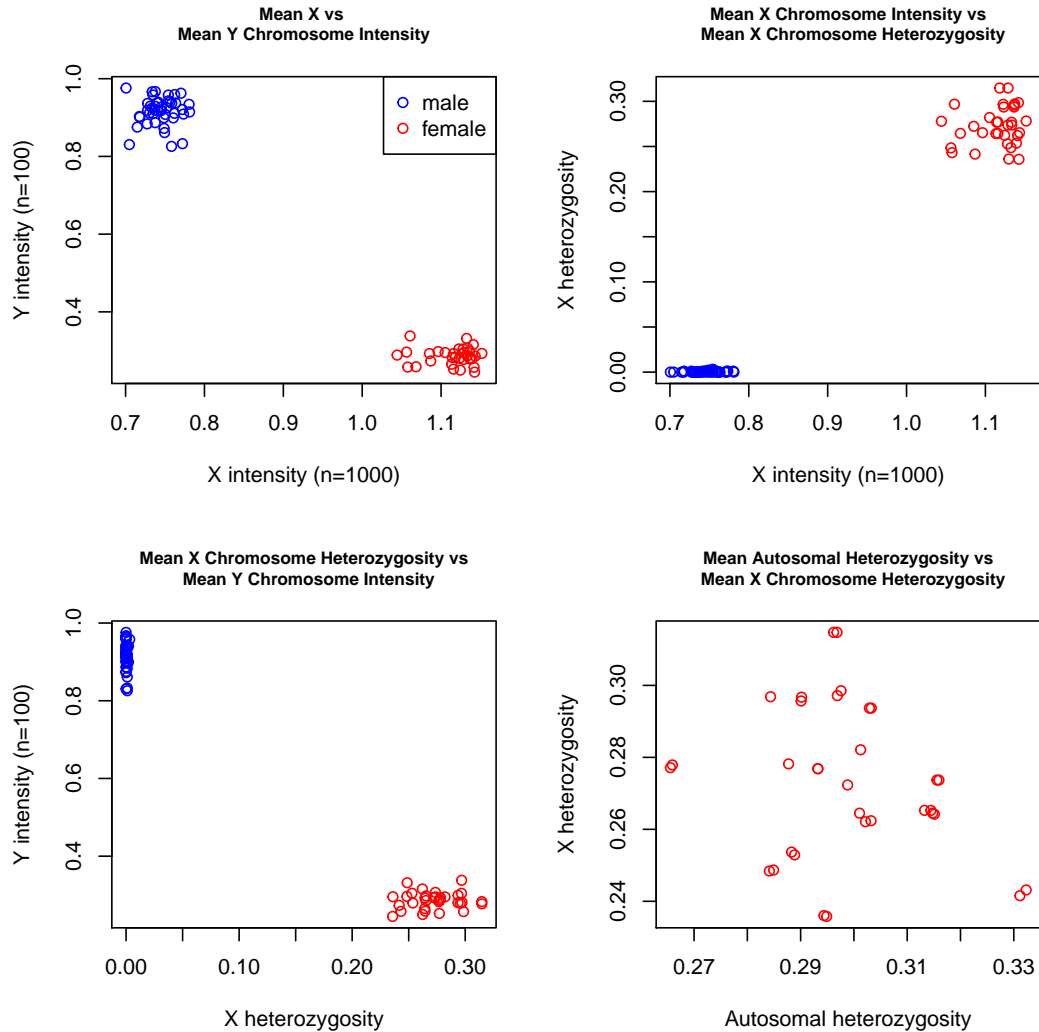 Mean X vs
Mean Y Chromosome Intensity
Y intensity (n=100)
1.0
0.8
0.6
0.4
male
female
0.7 0.8 0.9 1.0 1.1
X intensity (n=1000)
Mean X Chromosome Intensity vs
Mean X Chromosome Heterozygosity
X heterozygosity
0.30
0.20
0.10
0.00
0.7 0.8 0.9 1.0 1.1
X intensity (n=1000)
Mean X Chromosome Heterozygosity vs
Mean Y Chromosome Intensity
Y intensity (n=100)
1.0
0.8
0.6
0.4
0.00 0.10 0.20 0.30
X heterozygosity
Mean Autosomal Heterozygosity vs
Mean X Chromosome Heterozygosity
X heterozygosity
0.30
0.28
0.26
0.24
0.27 0.29 0.31 0.33
Autosomal heterozygosity